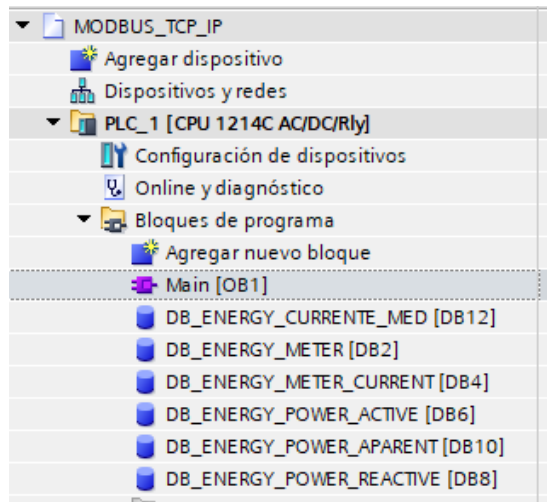 MODBUS_TCP_IP
Agregar dispositivo
Dispositivos y redes
PLC_1 [CPU 1214C AC/DC/Rly]
Configuración de dispositivos
Online y diagnóstico
Bloques de programa
Agregar nuevo bloque
Main [OB1]
DB_ENERGY_CURRENTE_MED [DB12]
DB_ENERGY_METER [DB2]
DB_ENERGY_METER_CURRENT [DB4]
DB_ENERGY_POWER_ACTIVE [DB6]
DB_ENERGY_POWER_APARENT [DB10]
DB_ENERGY_POWER_REACTIVE [DB8]